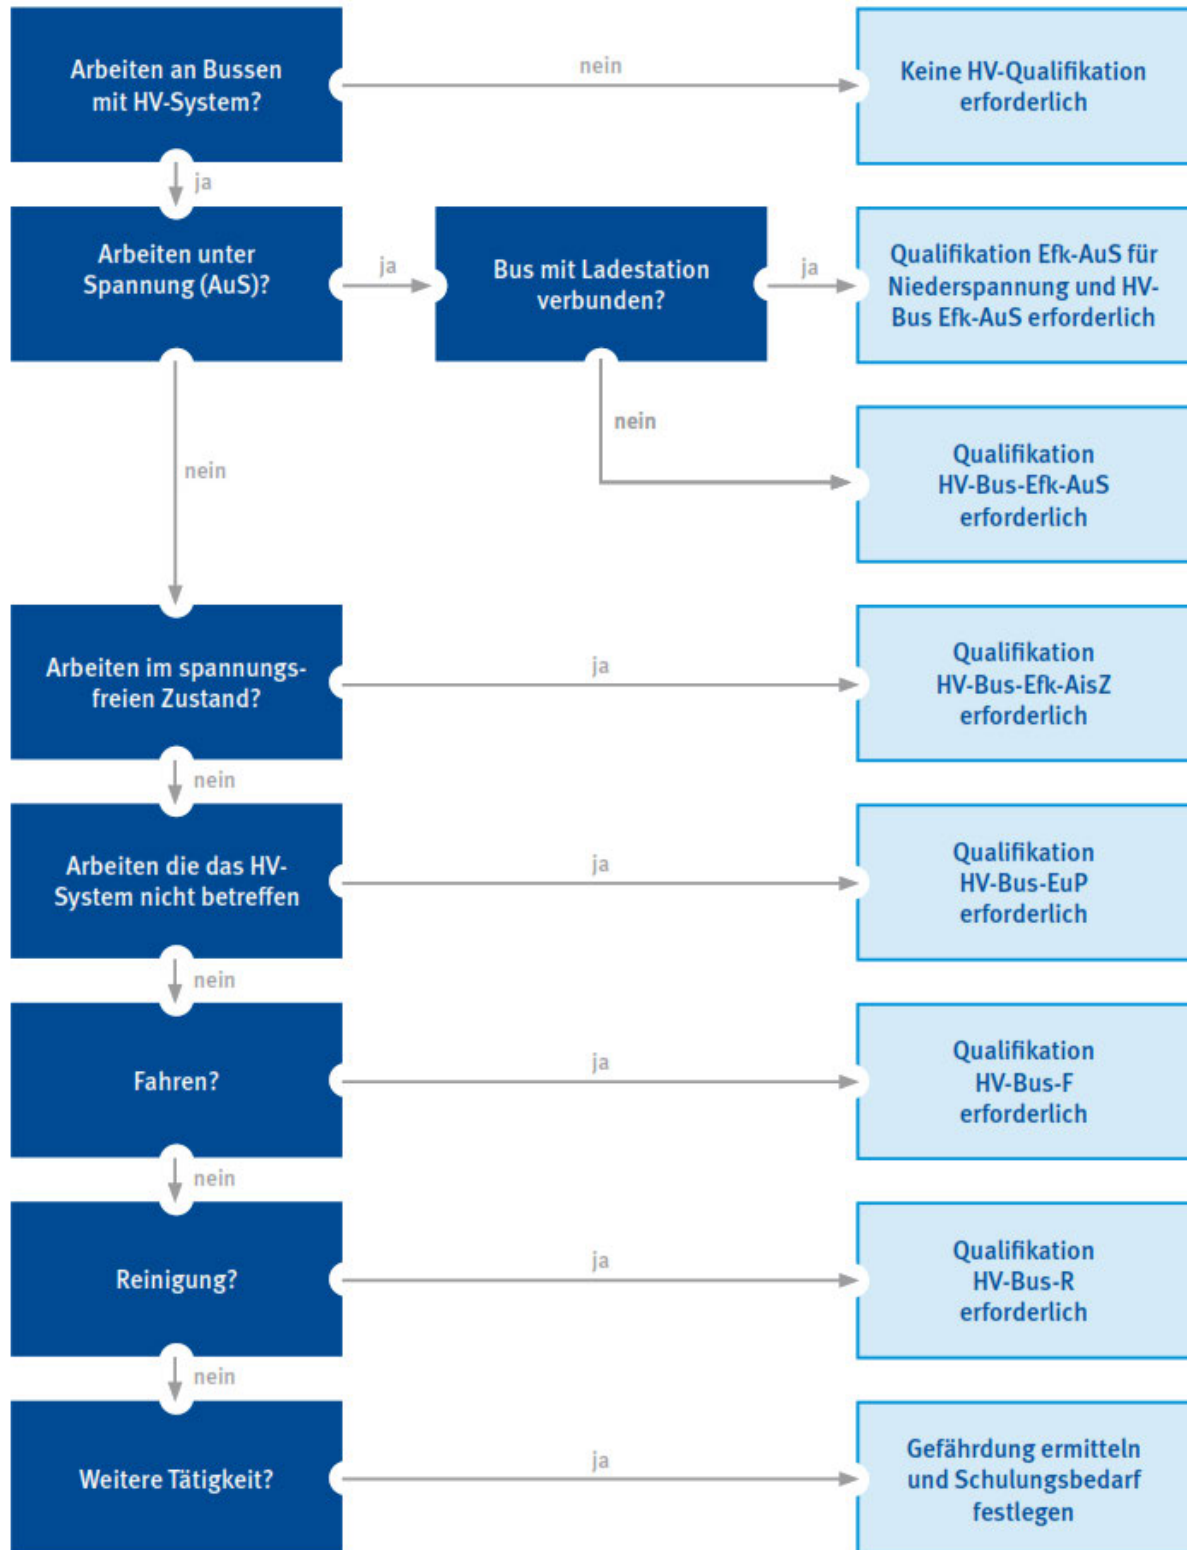 Arbeiten an Bussen
mit HV-System?
nein
Keine HV-Qualifikation
erforderlich
ja
Arbeiten unter
Spannung (AuS)?
ja
Bus mit Ladestation
verbunden?
ja
Qualifikation Efk-AuS für
Niederspannung und HV-
Bus Efk-AuS erforderlich
nein
Qualifikation
HV-Bus-Efk-AuS
erforderlich
nein
Arbeiten im spannungs-
freien Zustand?
ja
Qualifikation
HV-Bus-Efk-AisZ
erforderlich
nein
Arbeiten die das HV-
System nicht betreffen
ja
Qualifikation
HV-Bus-EuP
erforderlich
nein
Fahren?
ja
Qualifikation
HV-Bus-F
erforderlich
nein
Reinigung?
ja
Qualifikation
HV-Bus-R
erforderlich
nein
Weitere Tätigkeit?
ja
Gefährdung ermitteln
und Schulungsbedarf
festlegen